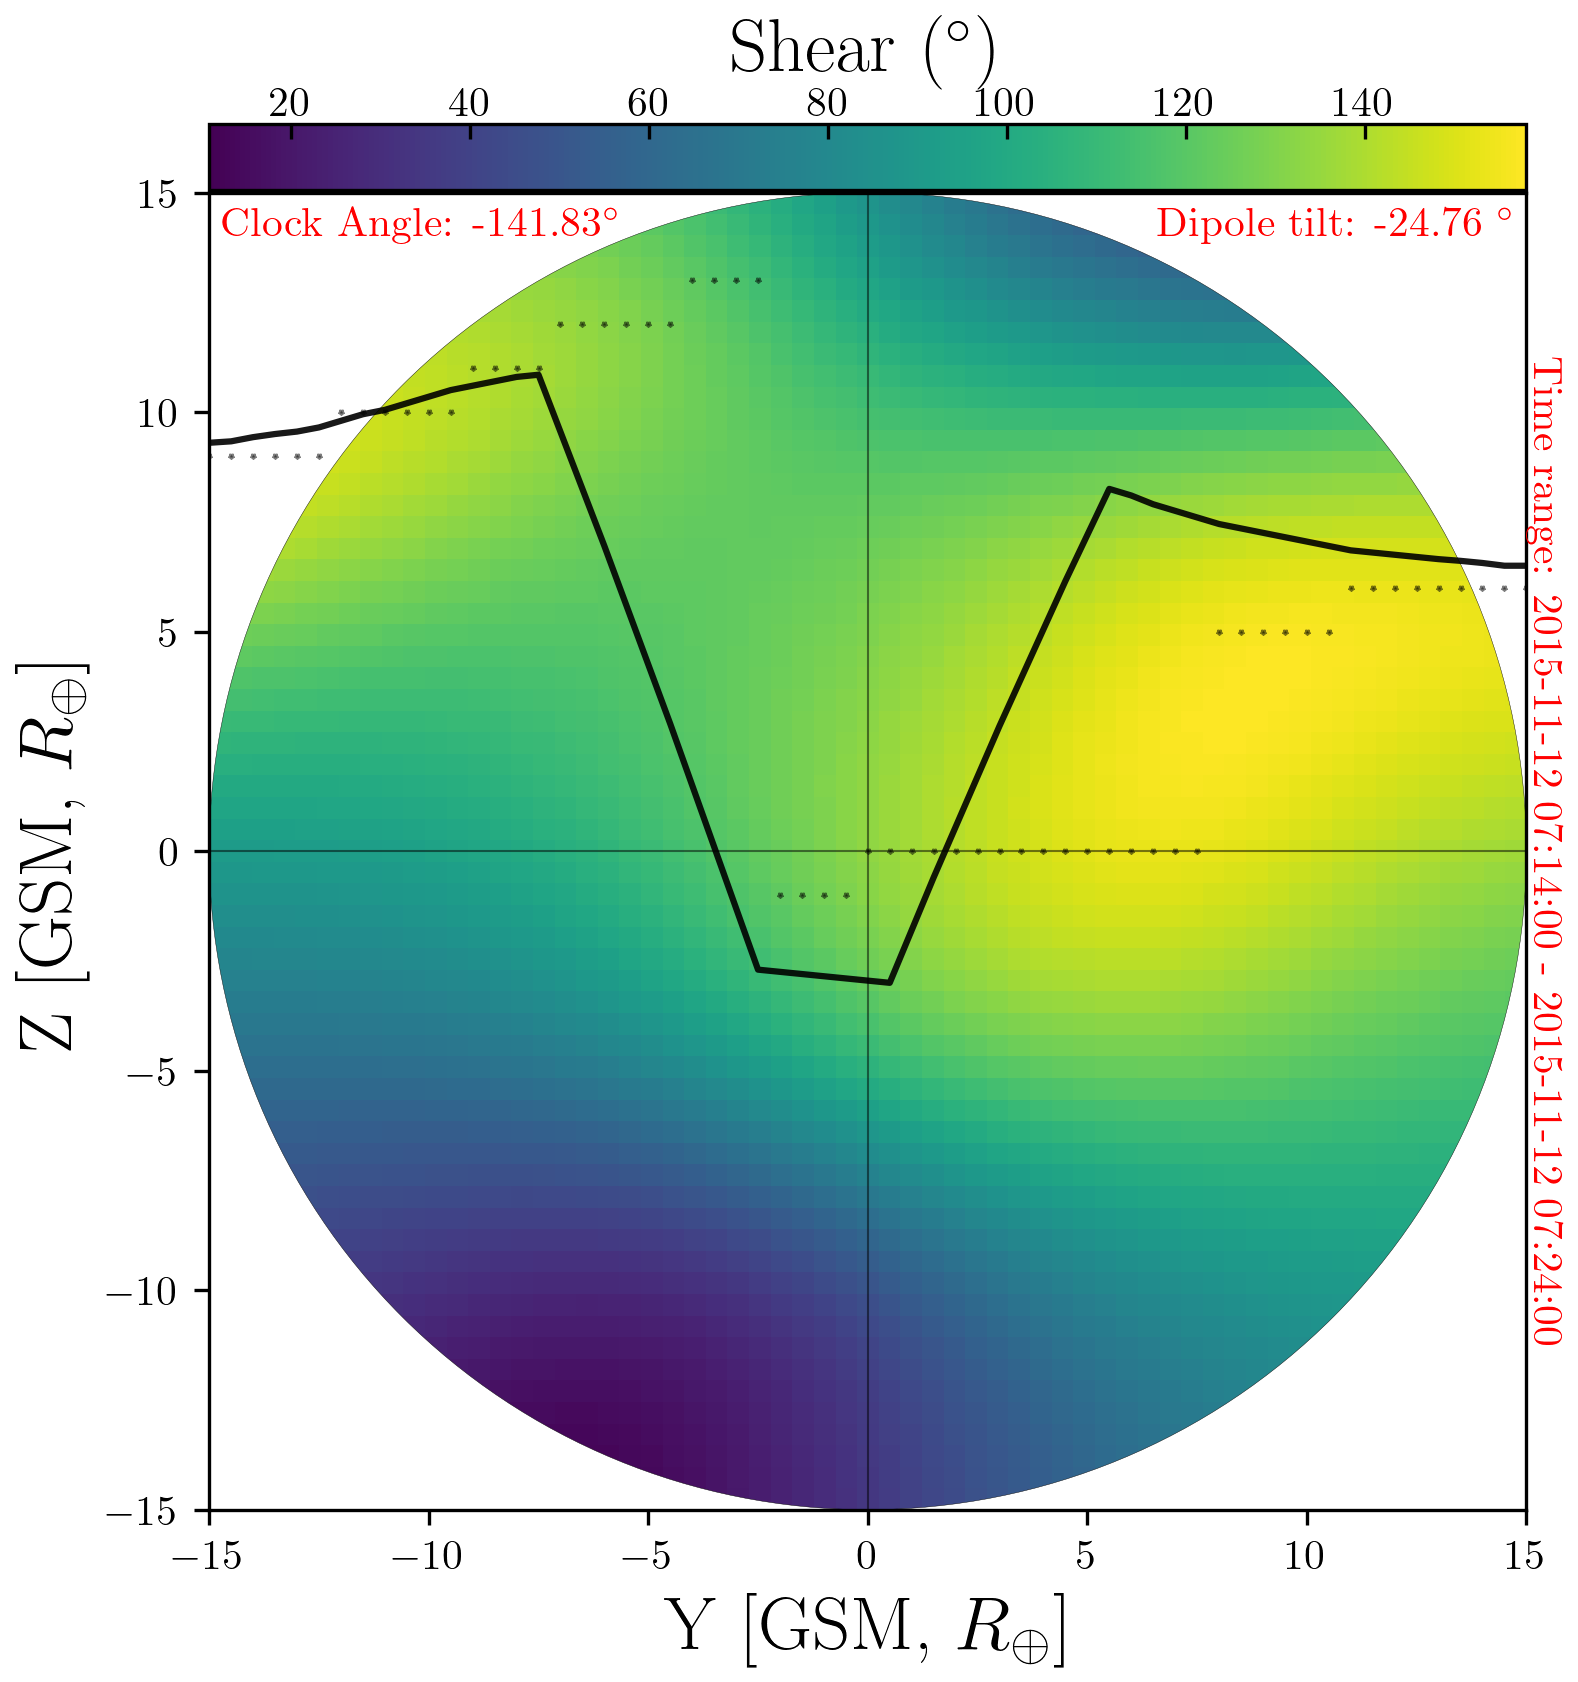 Shear (°)
20 40 60 80 100 120 140
Clock Angle: -141.83°
Dipole tilt: -24.76 °
15
10
5
0
−5
−10
−15
Z [GSM, R⊕]
−15 −10 −5 0 5 10 15
Y [GSM, R⊕]
Time range: 2015-11-12 07:14:00 - 2015-11-12 07:24:00